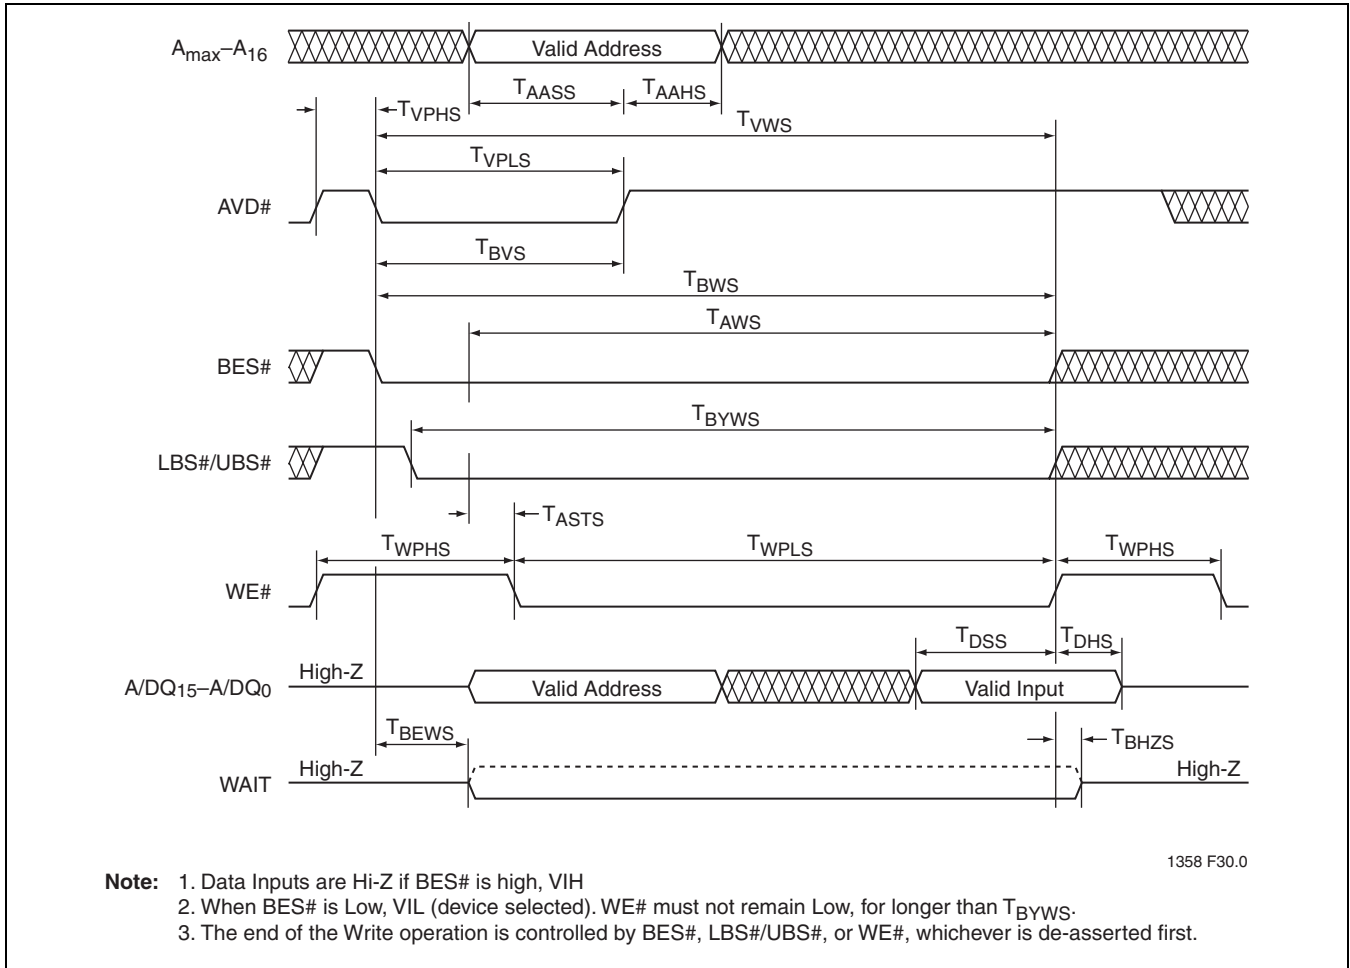 Amax–A16 Valid Address
TAASS TAAHS
TVPHS
TVWS
TVPLS
AVD#
TBVS
TBWS
TAWS
BES#
TBYWS
LBS#/UBS#
TASTS
TWPHS TWPLS TWPHS
WE#
TDSS TDHS
High-Z
A/DQ15–A/DQ0 Valid Address Valid Input
TBEWS TBHZS
High-Z High-Z
WAIT
1358 F30.0
Note: 1. Data Inputs are Hi-Z if BES# is high, VIH
2. When BES# is Low, VIL (device selected). WE# must not remain Low, for longer than TBYWS.
3. The end of the Write operation is controlled by BES#, LBS#/UBS#, or WE#, whichever is de-asserted first.